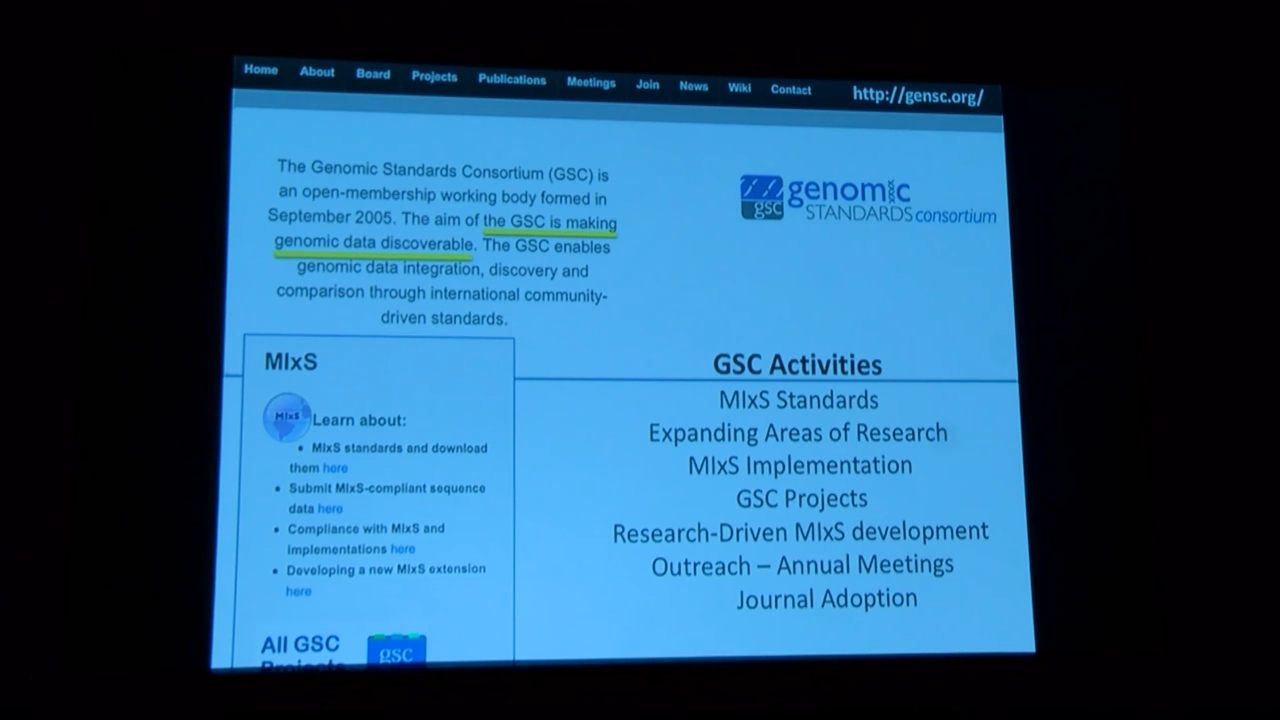 Home About Board Projects Publications Meetings Join News Wiki Contact http://gensc.org/
The Genomic Standards Consortium (GSC) is
an open-membership working body formed in
September 2005. The aim of the GSC is making
genomic data discoverable. The GSC enables
genomic data integration, discovery and
comparison through international community-
driven standards.
gsc
genomic
STANDARDS consortium
MIxS
MIxS
Learn about:
• MIxS standards and download
them here
• Submit MIxS-compliant sequence
data here
• Compliance with MIxS and
implementations here
• Developing a new MIxS extension
here
All GSC
Projects
gsc
GSC Activities
MIxS Standards
Expanding Areas of Research
MIxS Implementation
GSC Projects
Research-Driven MIxS development
Outreach – Annual Meetings
Journal Adoption